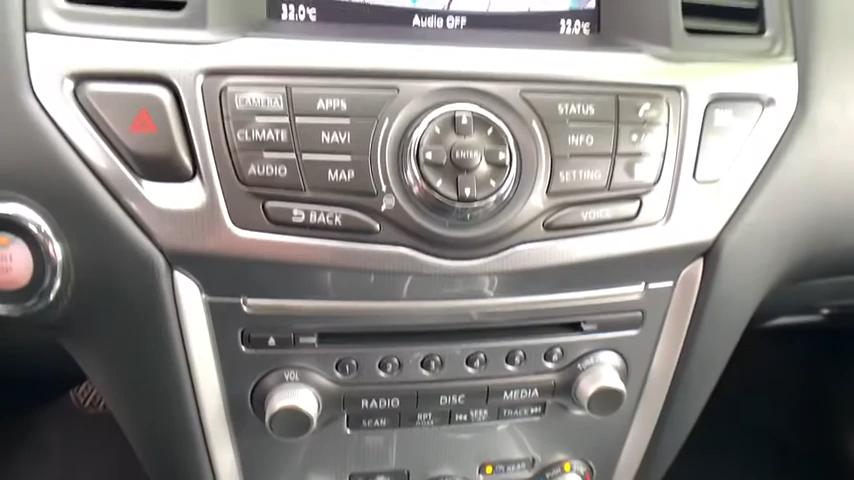 32.0°C
Audio OFF
32.0°C
CAMERA
APPS
STATUS
CLIMATE
NAVI
INFO
AUDIO
MAP
ENTER
SETTING
BACK
VOICE
1 2 3 4 5 6
VOL
RADIO
DISC
MEDIA
SCAN
RPT
SEEK
TRACK
REAR